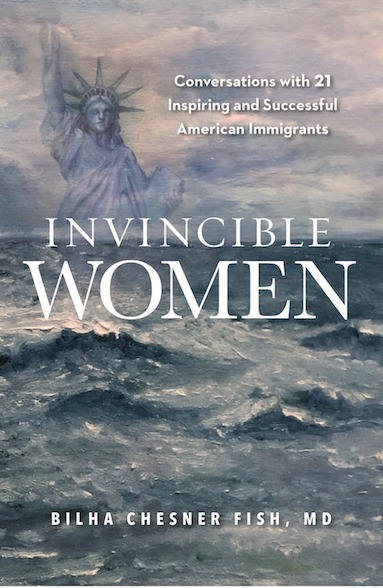 Conversations with 21
Inspiring and Successful
American Immigrants
INVINCIBLE
WOMEN
BILHA CHESNER FISH, MD